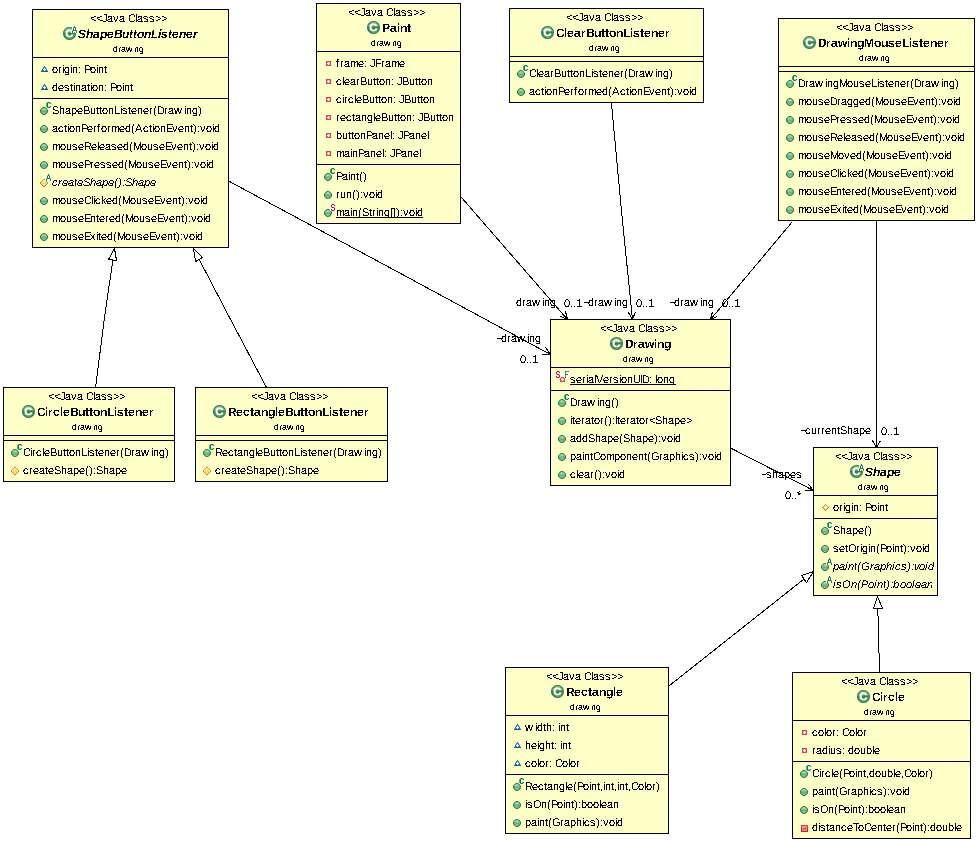 <<Java Class>>
ShapeButtonListener
drawing
origin: Point
destination: Point
ShapeButtonListener(Drawing)
actionPerformed(ActionEvent):void
mouseReleased(MouseEvent):void
mousePressed(MouseEvent):void
createShape():Shape
mouseClicked(MouseEvent):void
mouseEntered(MouseEvent):void
mouseExited(MouseEvent):void
<<Java Class>>
Paint
drawing
frame: JFrame
clearButton: JButton
circleButton: JButton
rectangleButton: JButton
buttonPanel: JPanel
mainPanel: JPanel
Paint()
run():void
main(String[]):void
<<Java Class>>
ClearButtonListener
drawing
ClearButtonListener(Drawing)
actionPerformed(ActionEvent):void
<<Java Class>>
DrawingMouseListener
drawing
DrawingMouseListener(Drawing)
mouseDragged(MouseEvent):void
mousePressed(MouseEvent):void
mouseReleased(MouseEvent):void
mouseMoved(MouseEvent):void
mouseClicked(MouseEvent):void
mouseEntered(MouseEvent):void
mouseExited(MouseEvent):void
drawing 0..1 -drawing 0..1 -drawing 0..1
-drawing
0..1
<<Java Class>>
Drawing
drawing
serialVersionUID: long
Drawing()
iterator():Iterator<Shape>
addShape(Shape):void
paintComponent(Graphics):void
clear():void
<<Java Class>>
CircleButtonListener
drawing
CircleButtonListener(Drawing)
createShape():Shape
<<Java Class>>
RectangleButtonListener
drawing
RectangleButtonListener(Drawing)
createShape():Shape
-currentShape 0..1
-shapes
0..*
<<Java Class>>
Shape
drawing
origin: Point
Shape()
setOrigin(Point):void
paint(Graphics):void
isOn(Point):boolean
<<Java Class>>
Rectangle
drawing
width: int
height: int
color: Color
Rectangle(Point,int,int,Color)
isOn(Point):boolean
paint(Graphics):void
<<Java Class>>
Circle
drawing
color: Color
radius: double
Circle(Point,double,Color)
paint(Graphics):void
isOn(Point):boolean
distanceToCenter(Point):double